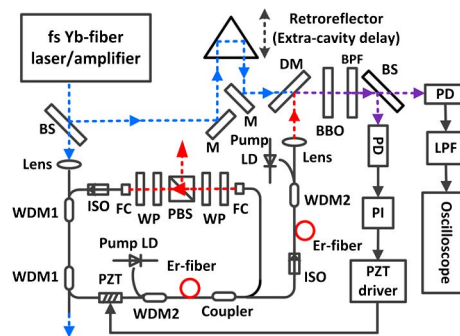 fs Yb-fiber
laser/amplifier
Retroreflector
(Extra-cavity delay)
DM
BPF
BS
BS
M
M
BBO
PD
Pump
LD
Lens
Lens
PD
LPF
ISO
FC
WP
PBS
WP
FC
WDM2
WDM1
PI
Oscilloscope
Er-fiber
WDM1
Pump LD
PZT
Er-fiber
ISO
PZT
driver
WDM2
Coupler